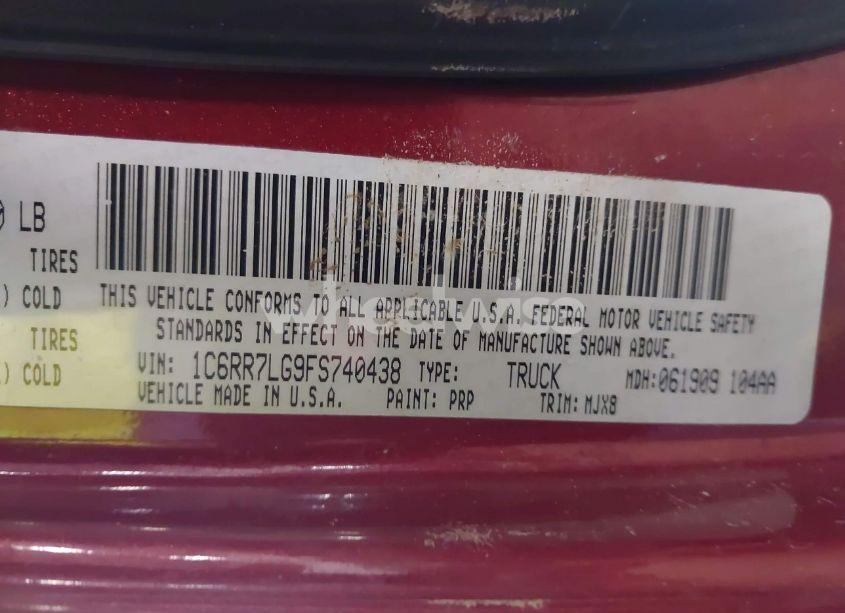 LB
TIRES
) COLD
TIRES
) COLD
THIS VEHICLE CONFORMS TO ALL APPLICABLE U.S.A. FEDERAL MOTOR VEHICLE SAFETY
STANDARDS IN EFFECT ON THE DATE OF MANUFACTURE SHOWN ABOVE.
VIN: 1C6RR7LG9FS740438 TYPE: TRUCK MDH:061909 104AA
VEHICLE MADE IN U.S.A. PAINT: PRP TRIM: MJX8